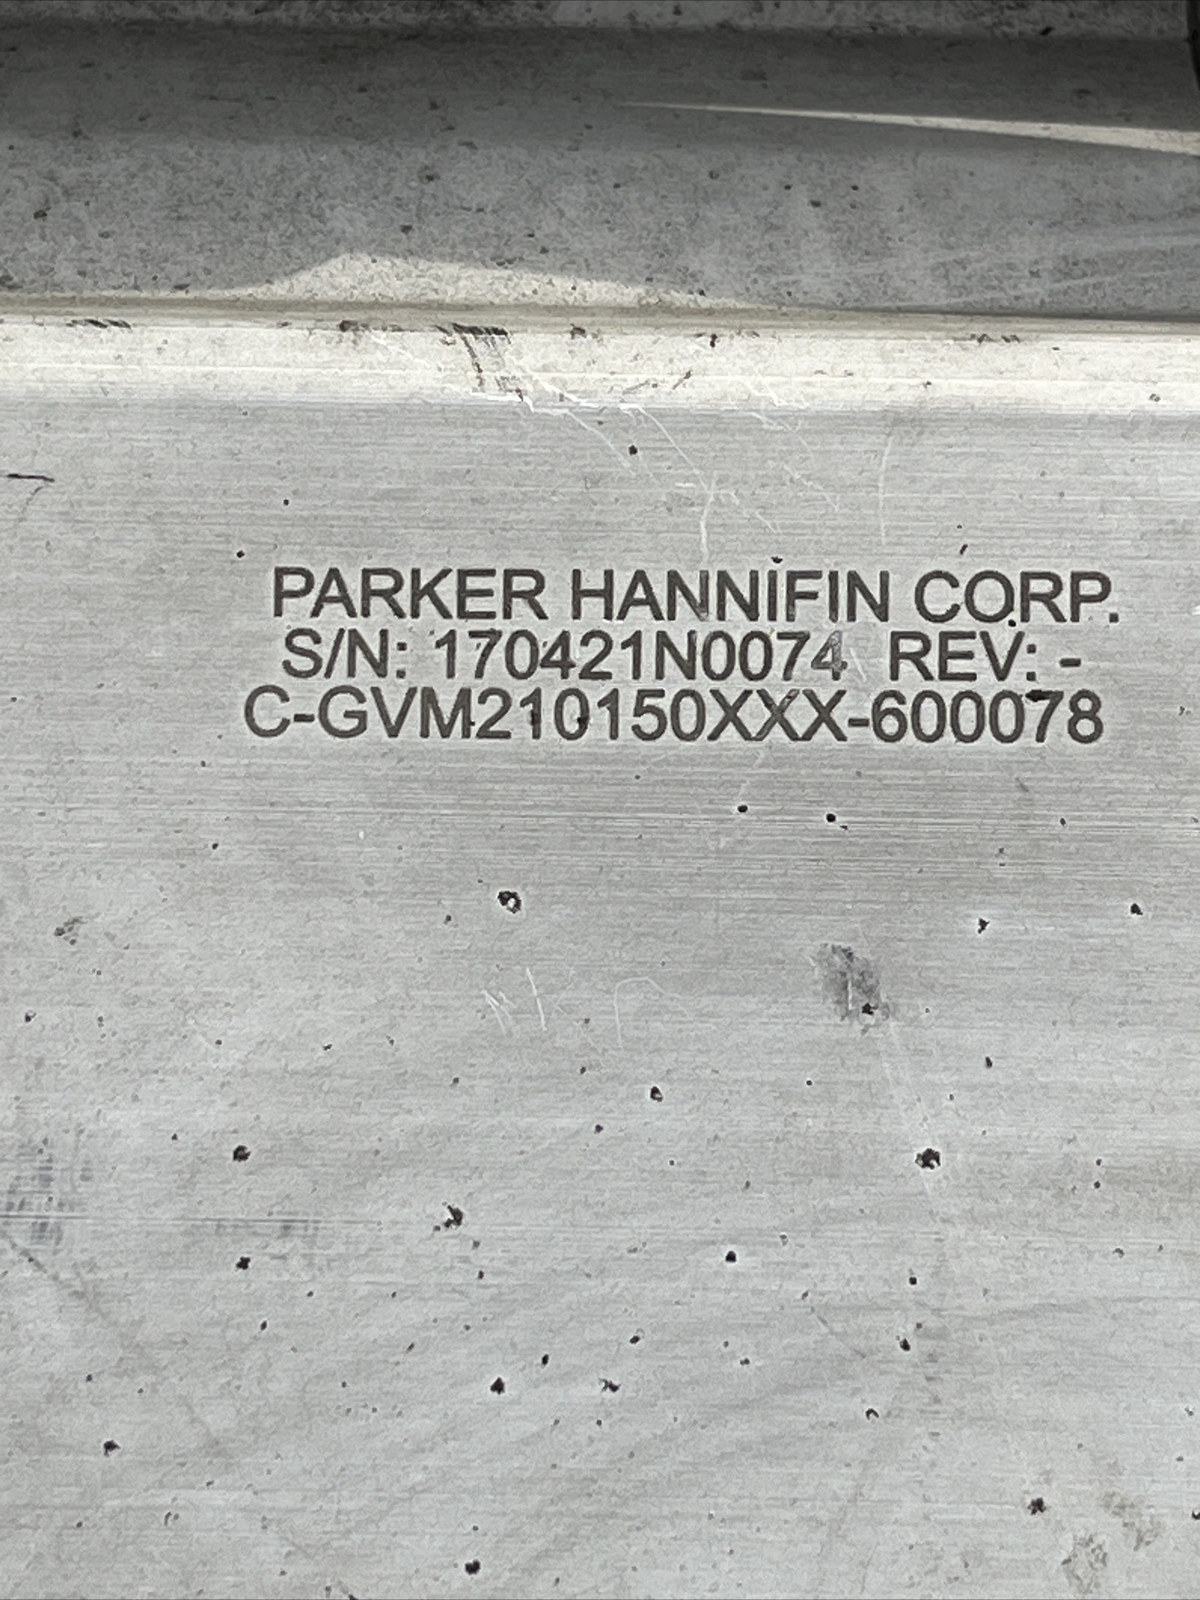 PARKER HANNIFIN CORP.
S/N: 170421N0074 REV: -
C-GVM210150XXX-600078